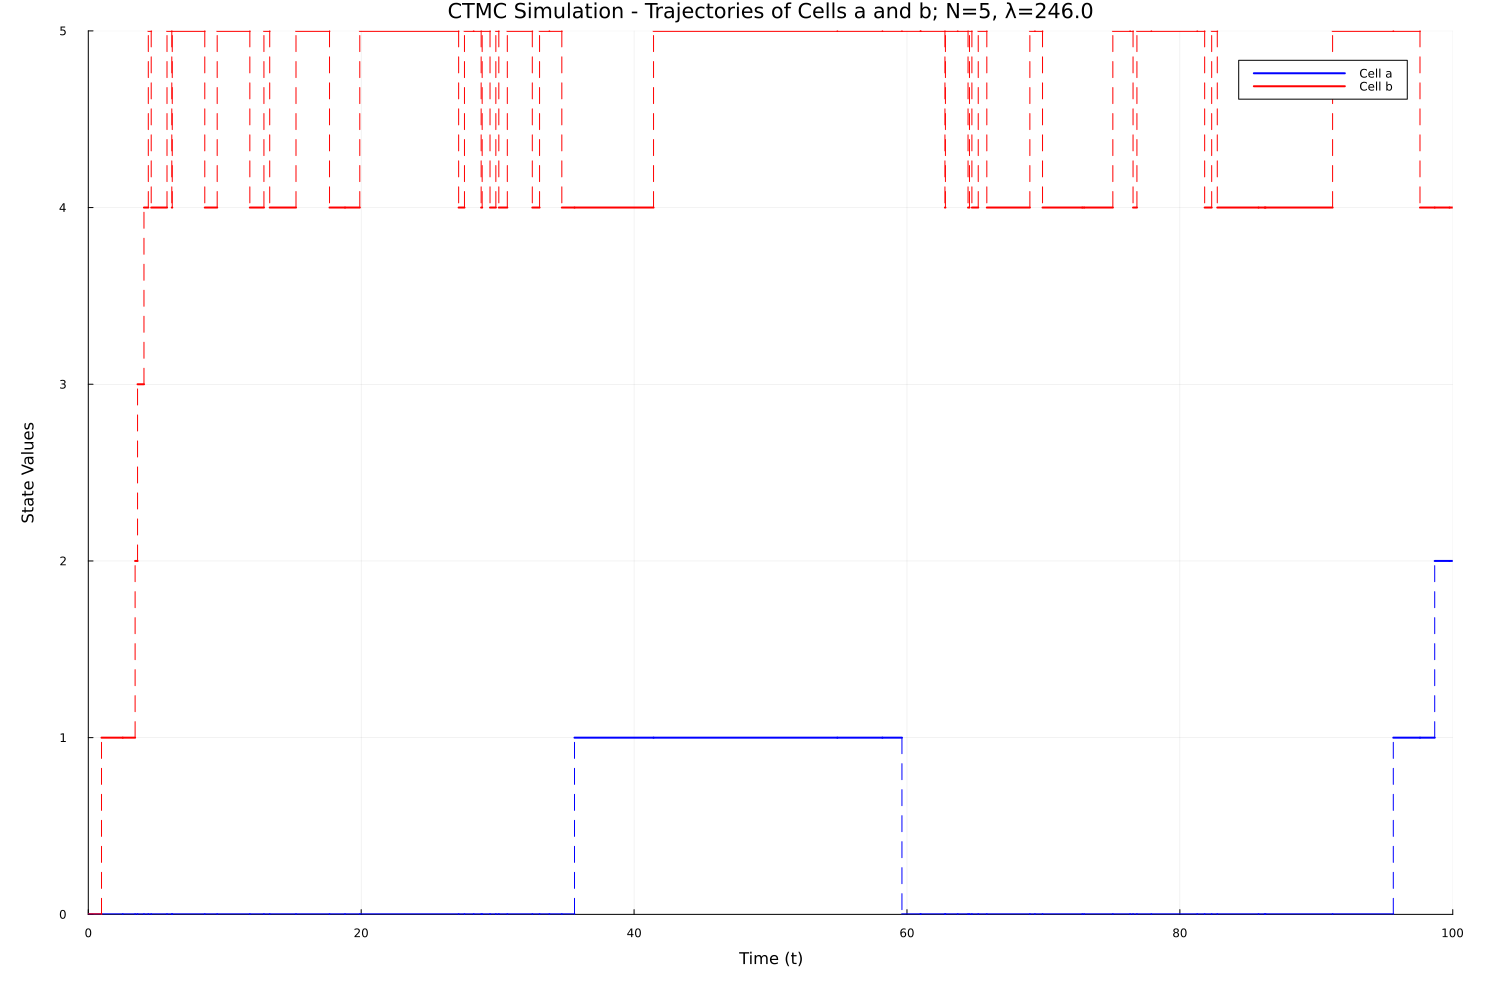 CTMC Simulation - Trajectories of Cells a and b; N=5, λ=246.0
5
4
3
2
1
0
State Values
Cell a
Cell b
0 20 40 60 80 100
Time (t)